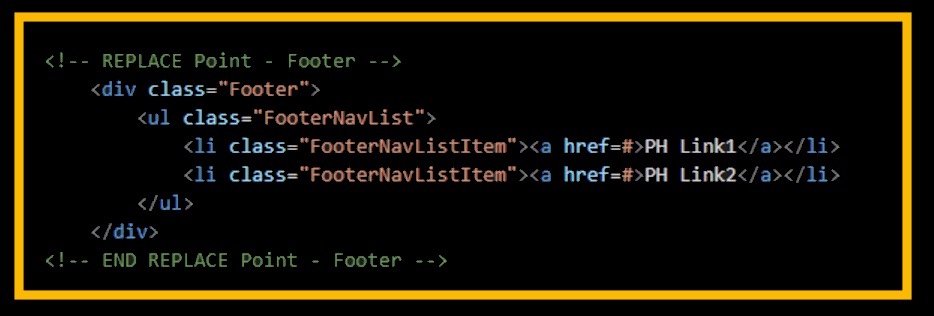 <!-- REPLACE Point - Footer -->
<div class="Footer">
<ul class="FooterNavList">
<li class="FooterNavListItem"><a href=#>PH Link1</a></li>
<li class="FooterNavListItem"><a href=#>PH Link2</a></li>
</ul>
</div>
<!-- END REPLACE Point - Footer -->